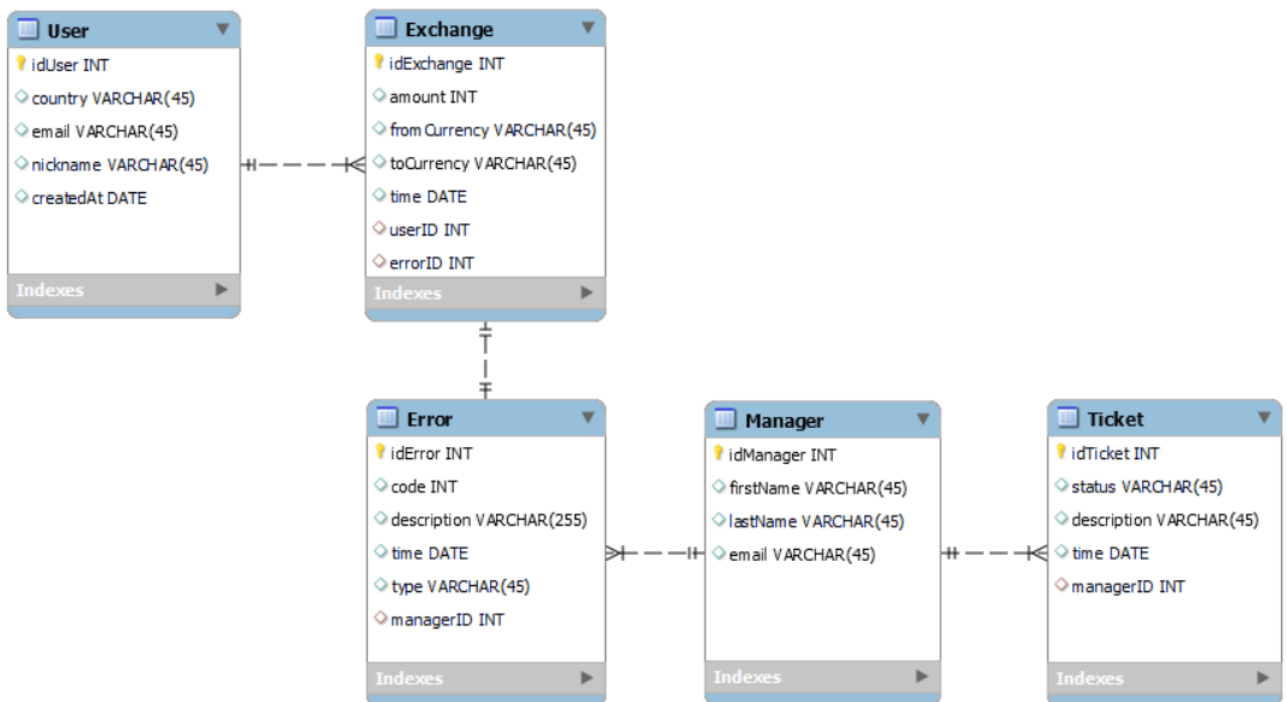 User
idUser INT
country VARCHAR(45)
email VARCHAR(45)
nickname VARCHAR(45)
createdAt DATE
Indexes
Exchange
idExchange INT
amount INT
fromCurrency VARCHAR(45)
toCurrency VARCHAR(45)
time DATE
userID INT
errorID INT
Indexes
Error
idError INT
code INT
description VARCHAR(255)
time DATE
type VARCHAR(45)
managerID INT
Indexes
Manager
idManager INT
firstName VARCHAR(45)
lastName VARCHAR(45)
email VARCHAR(45)
Indexes
Ticket
idTicket INT
status VARCHAR(45)
description VARCHAR(45)
time DATE
managerID INT
Indexes